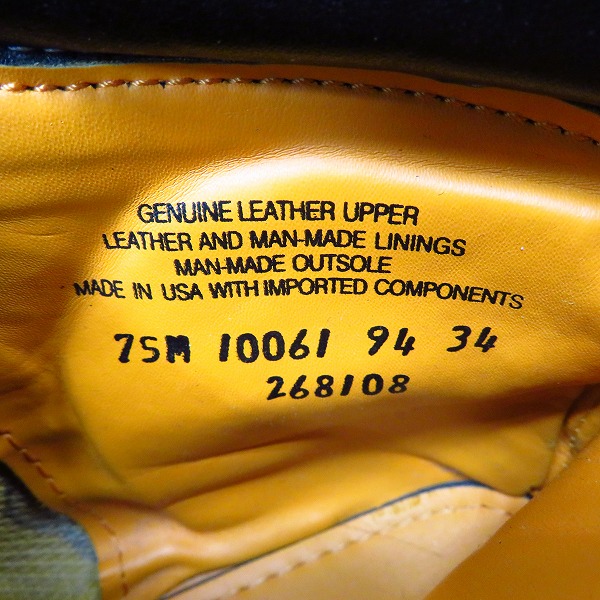 GENUINE LEATHER UPPER
LEATHER AND MAN-MADE LININGS
MAN-MADE OUTSOLE
MADE IN USA WITH IMPORTED COMPONENTS
75M 10061 94 34
268108